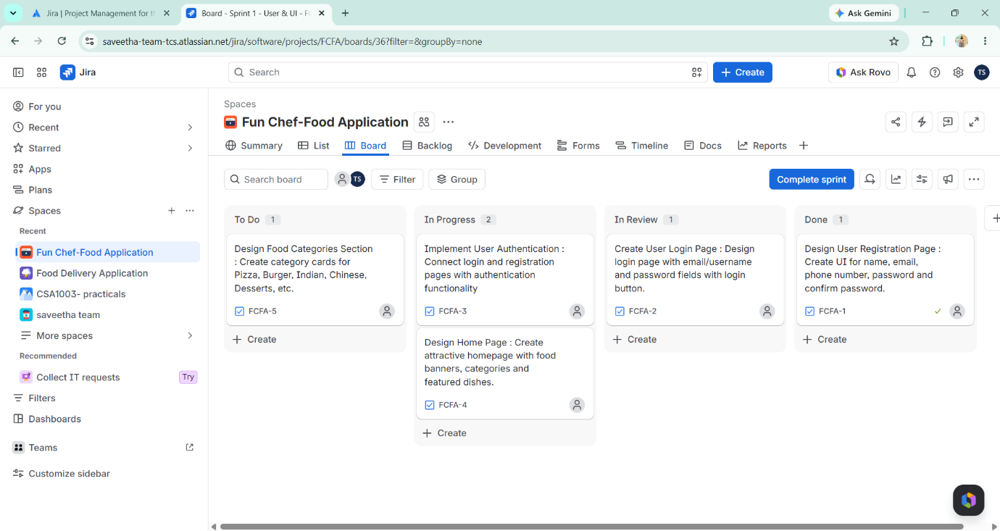 Jira | Project Management for th
Board - Sprint 1 - User & UI - FC
Ask Gemini
saveetha-team-tcs.atlassian.net/jira/software/projects/FCFA/boards/36?filter=&groupBy=none
Jira
Search
Create
Ask Rovo
TS
For you
Recent
Starred
Apps
Plans
Spaces
Recent
Fun Chef-Food Application
Food Delivery Application
CSA1003- practicals
saveetha team
More spaces
Recommended
Collect IT requests
Try
Filters
Dashboards
Teams
Customize sidebar
Spaces
Fun Chef-Food Application
Summary
List
Board
Backlog
Development
Forms
Timeline
Docs
Reports
Search board
TS
Filter
Group
Complete sprint
To Do 1
Design Food Categories Section
: Create category cards for
Pizza, Burger, Indian, Chinese,
Desserts, etc.
FCFA-5
Create
In Progress 2
Implement User Authentication :
Connect login and registration
pages with authentication
functionality
FCFA-3
Design Home Page : Create
attractive homepage with food
banners, categories and
featured dishes.
FCFA-4
Create
In Review 1
Create User Login Page : Design
login page with email/username
and password fields with login
button.
FCFA-2
Create
Done 1
Design User Registration Page :
Create UI for name, email,
phone number, password and
confirm password.
FCFA-1
Create